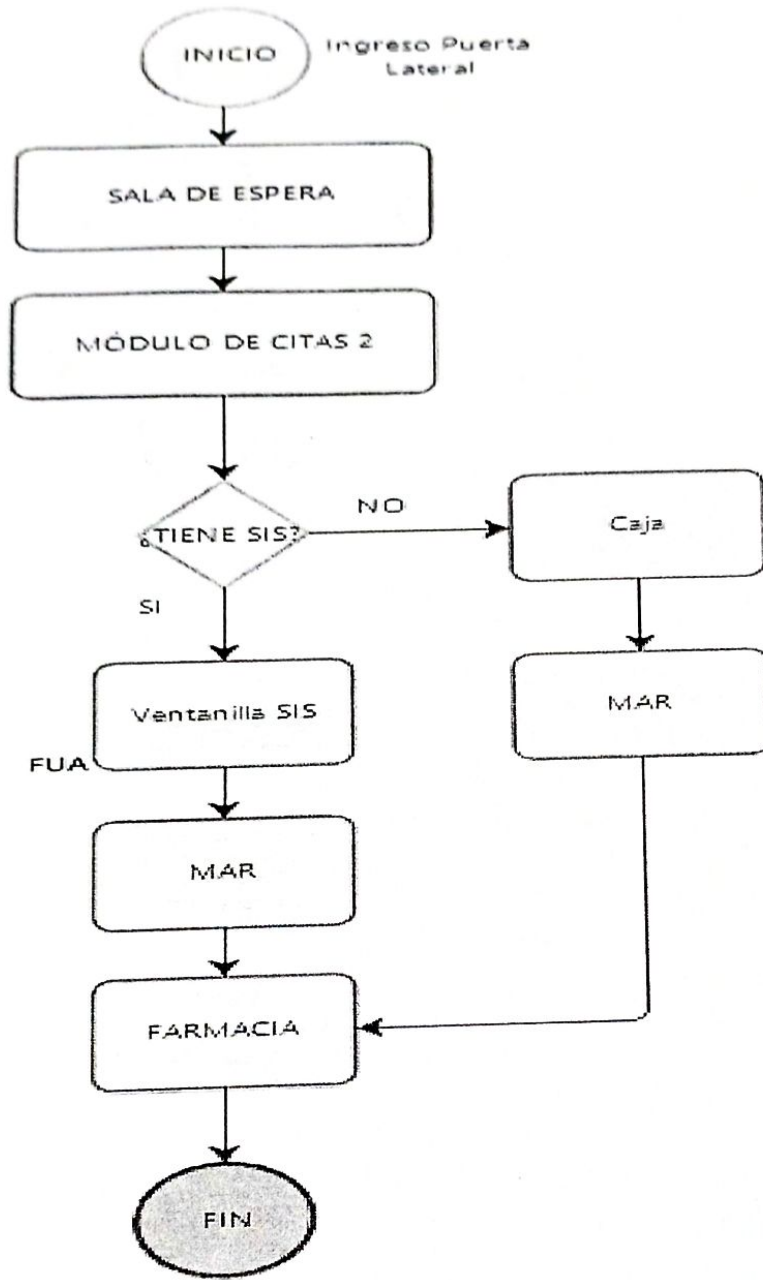 INICIO
Ingreso Puerta
Lateral
SALA DE ESPERA
MÓDULO DE CITAS 2
¿TIENE SIS?
NO
Caja
SI
Ventanilla SIS
MAR
FUA
MAR
FARMACIA
FIN